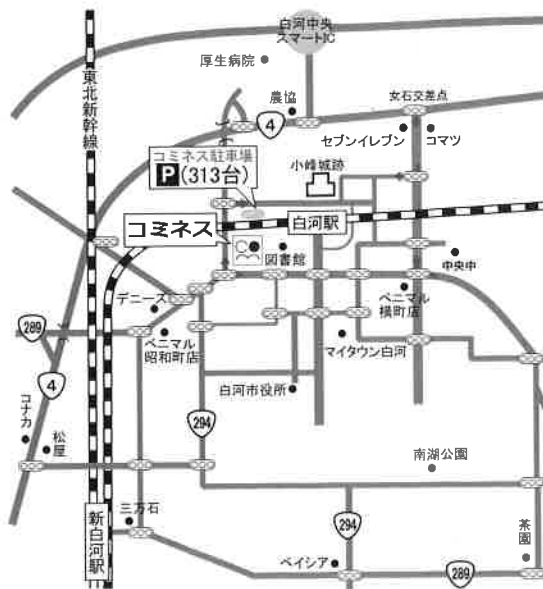 白河中央
スマートIC
厚生病院
東北新幹線
農協
女石交差点
4
セブンイレブン
コマツ
コミネス駐車場
P(313台)
小峰城跡
コミネス
白河駅
図書館
中央中
デニーズ
ベニマル
横町店
289
ベニマル
昭和町店
マイタウン白河
4
白河市役所
コナカ
松屋
294
南湖公園
新白河駅
三万石
294
茶園
ベイシア
289